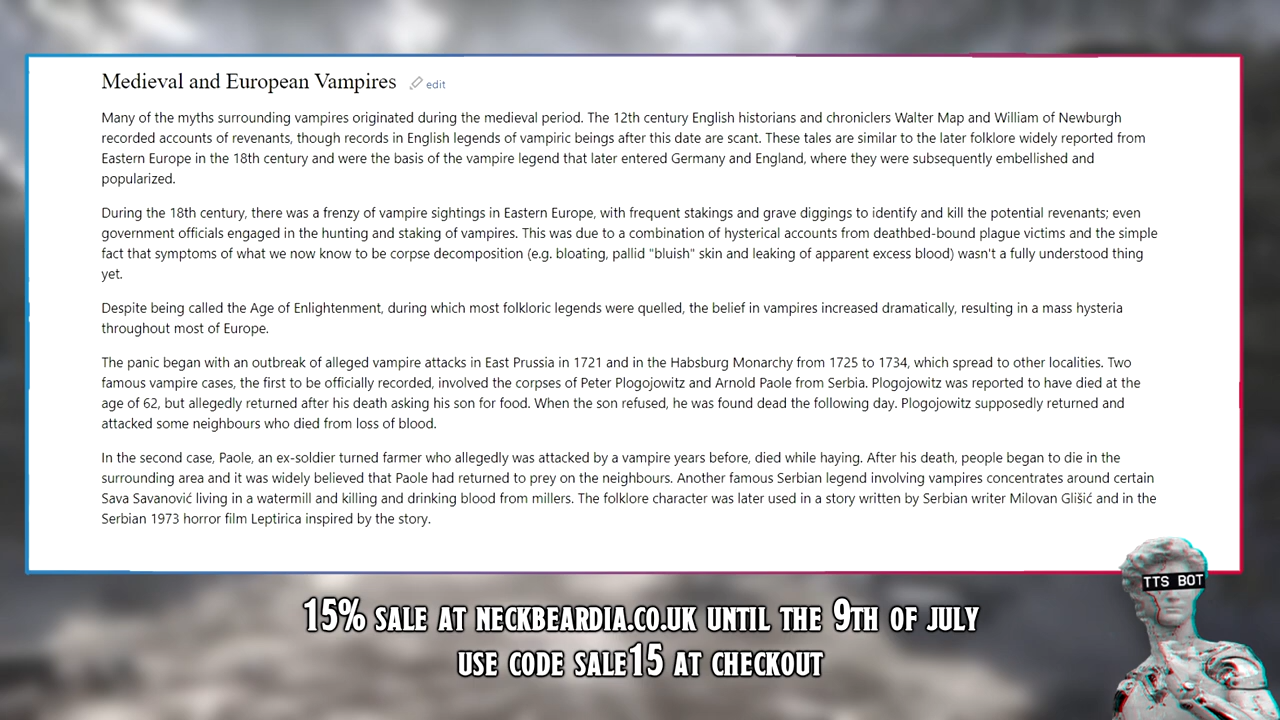 Medieval and European Vampires edit
Many of the myths surrounding vampires originated during the medieval period. The 12th century English historians and chroniclers Walter Map and William of Newburgh
recorded accounts of revenants, though records in English legends of vampiric beings after this date are scant. These tales are similar to the later folklore widely reported from
Eastern Europe in the 18th century and were the basis of the vampire legend that later entered Germany and England, where they were subsequently embellished and
popularized.
During the 18th century, there was a frenzy of vampire sightings in Eastern Europe, with frequent stakings and grave diggings to identify and kill the potential revenants; even
government officials engaged in the hunting and staking of vampires. This was due to a combination of hysterical accounts from deathbed-bound plague victims and the simple
fact that symptoms of what we now know to be corpse decomposition (e.g. bloating, pallid "bluish" skin and leaking of apparent excess blood) wasn't a fully understood thing
yet.
Despite being called the Age of Enlightenment, during which most folkloric legends were quelled, the belief in vampires increased dramatically, resulting in a mass hysteria
throughout most of Europe.
The panic began with an outbreak of alleged vampire attacks in East Prussia in 1721 and in the Habsburg Monarchy from 1725 to 1734, which spread to other localities. Two
famous vampire cases, the first to be officially recorded, involved the corpses of Peter Plogojowitz and Arnold Paole from Serbia. Plogojowitz was reported to have died at the
age of 62, but allegedly returned after his death asking his son for food. When the son refused, he was found dead the following day. Plogojowitz supposedly returned and
attacked some neighbours who died from loss of blood.
In the second case, Paole, an ex-soldier turned farmer who allegedly was attacked by a vampire years before, died while haying. After his death, people began to die in the
surrounding area and it was widely believed that Paole had returned to prey on the neighbours. Another famous Serbian legend involving vampires concentrates around certain
Sava Savanović living in a watermill and killing and drinking blood from millers. The folklore character was later used in a story written by Serbian writer Milovan Glišić and in the
Serbian 1973 horror film Leptirica inspired by the story.
TTS BOT
15% SALE AT NECKBEARDIA.CO.UK UNTIL THE 9TH OF JULY
USE CODE SALE15 AT CHECKOUT